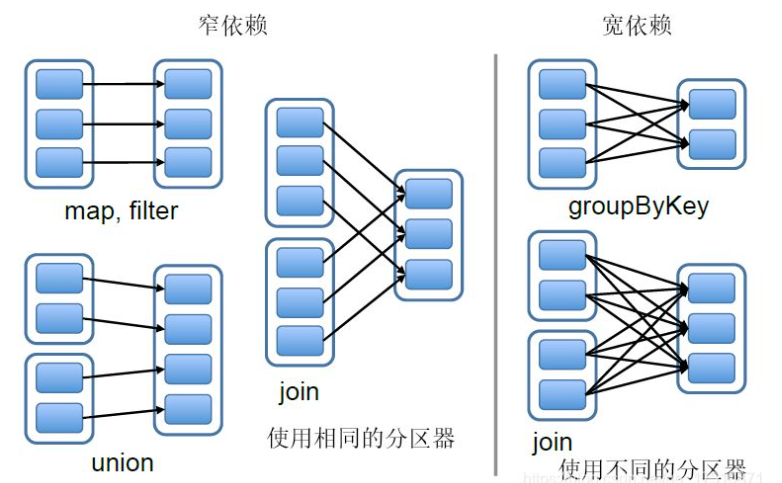 窄依赖
宽依赖
map, filter
union
join
使用相同的分区器
groupByKey
join
使用不同的分区器